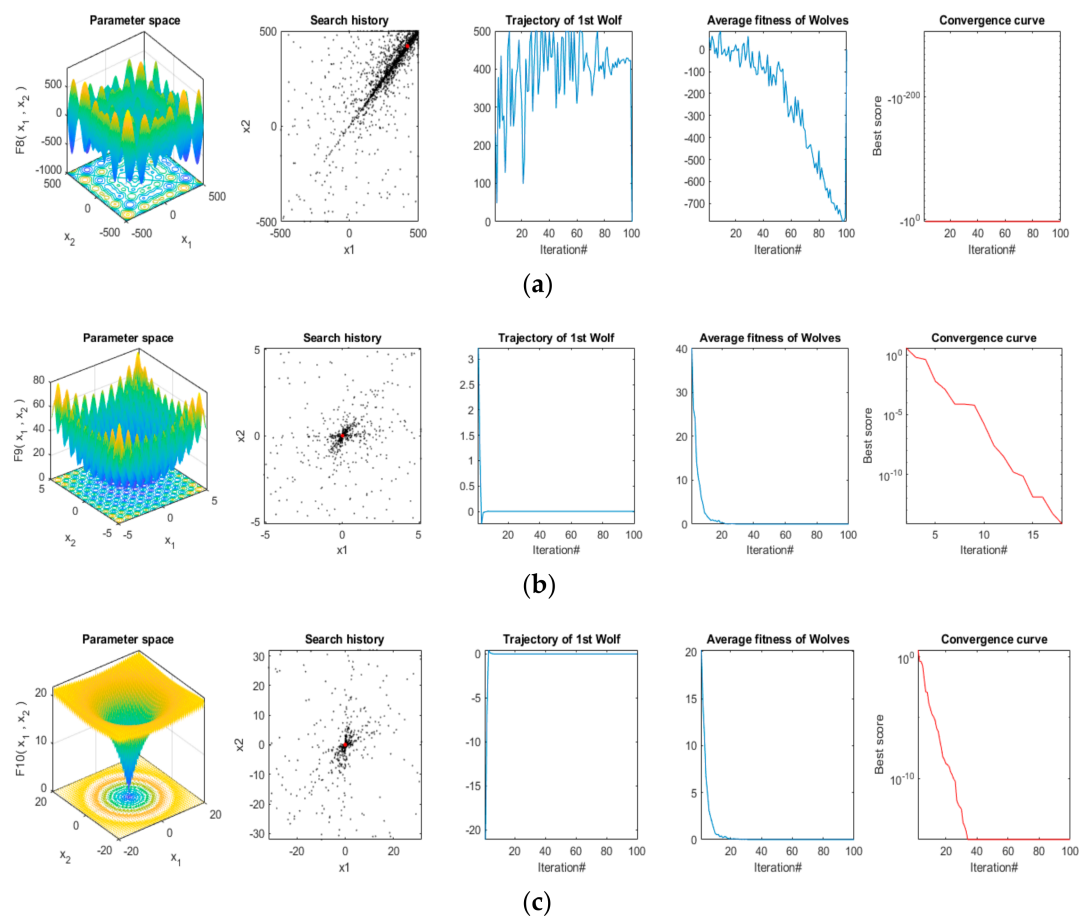 Parameter space Search history Trajectory of 1st Wolf Average fitness of Wolves Convergence curve
F8( x1 , x2 )
500
0
-500
-1000
500
0
-500
-500
0
500
x2
x1
500
0
-500
x2
-500 0 500
x1
500
400
300
200
100
0
20 40 60 80 100
Iteration#
0
-100
-200
-300
-400
-500
-600
-700
20 40 60 80 100
Iteration#
Best score
-10^200
-10^0
20 40 60 80 100
Iteration#
(a)
Parameter space Search history Trajectory of 1st Wolf Average fitness of Wolves Convergence curve
F9( x1 , x2 )
80
60
40
20
0
5
0
-5
-5
0
5
x2
x1
5
0
-5
x2
-5 0 5
x1
3
2.5
2
1.5
1
0.5
0
20 40 60 80 100
Iteration#
40
30
20
10
0
20 40 60 80 100
Iteration#
Best score
10^0
10^-5
10^-10
5 10 15
Iteration#
(b)
Parameter space Search history Trajectory of 1st Wolf Average fitness of Wolves Convergence curve
F10( x1 , x2 )
20
10
0
20
0
-20
-20
0
20
x2
x1
30
20
10
0
-10
-20
-30
x2
-20 0 20
x1
0
-5
-10
-15
-20
20 40 60 80 100
Iteration#
20
15
10
5
0
20 40 60 80 100
Iteration#
Best score
10^0
10^-10
20 40 60 80 100
Iteration#
(c)